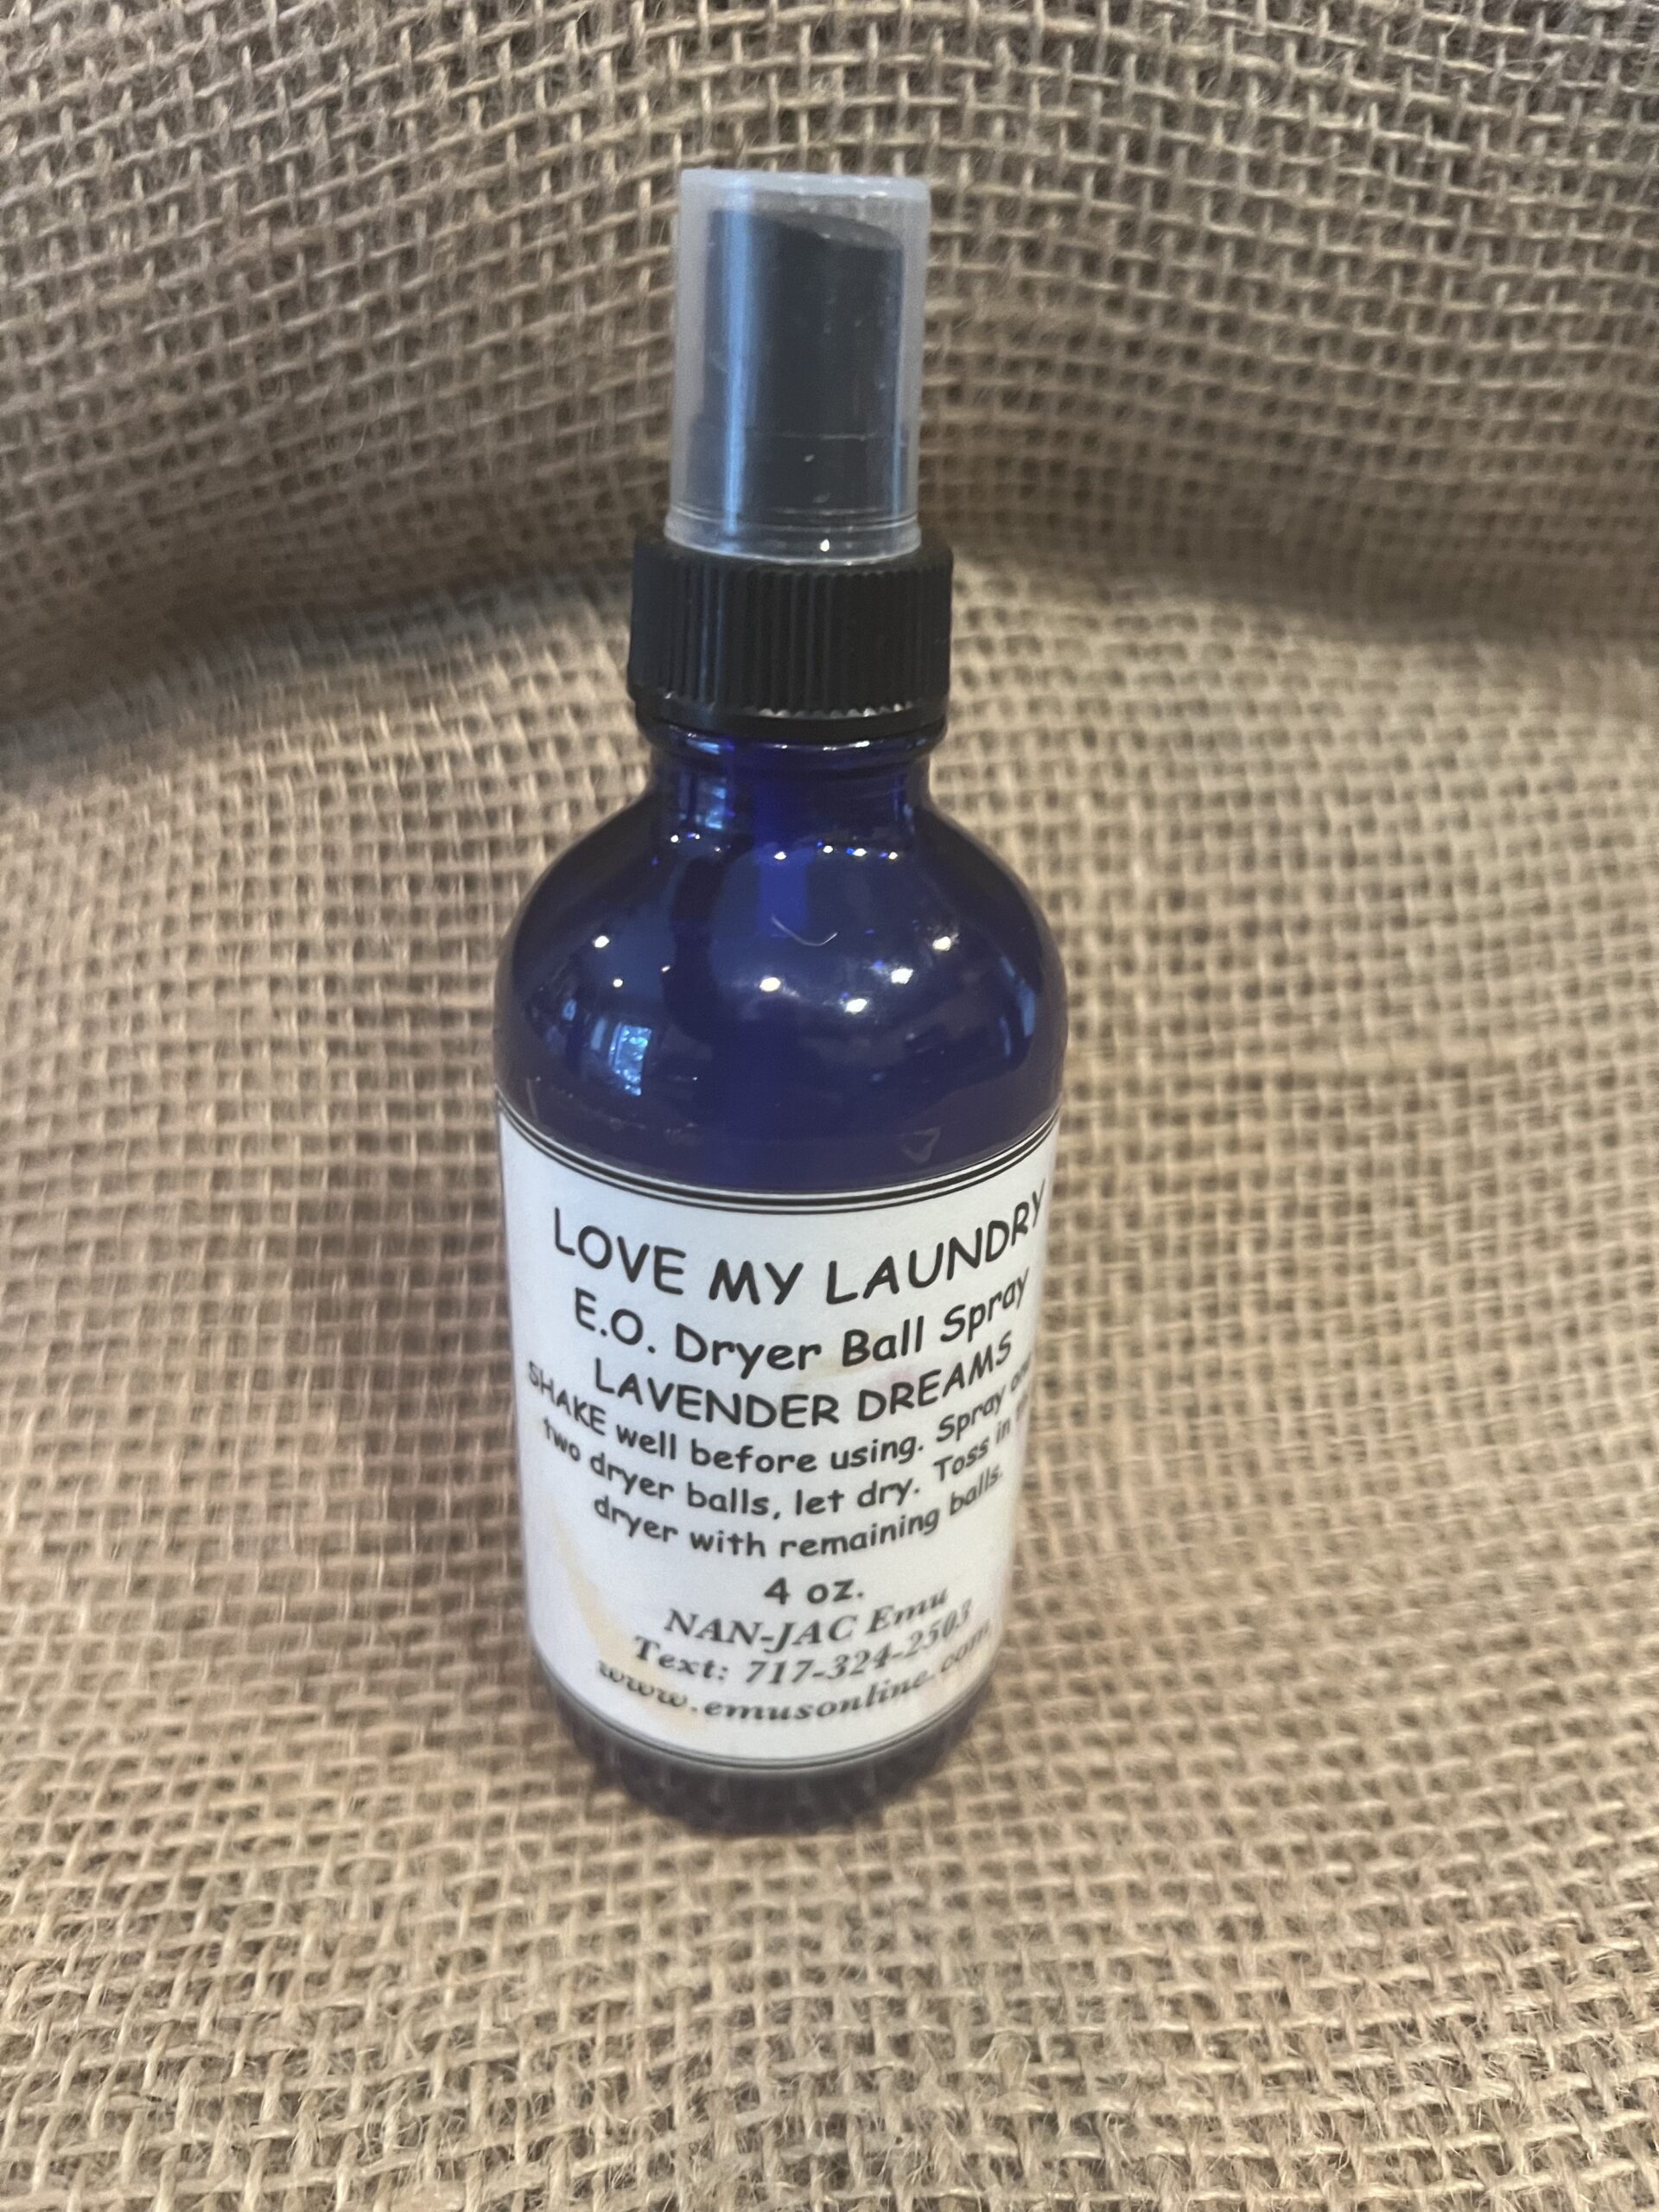 LOVE MY LAUNDRY
E.O. Dryer Ball Spray
LAVENDER DREAMS
SHAKE well before using. Spray
two dryer balls, let dry. Toss in
dryer with remaining balls.
4 oz.
NAN-JAC Emu
Text: 717-324-2503
www.emusonline.com